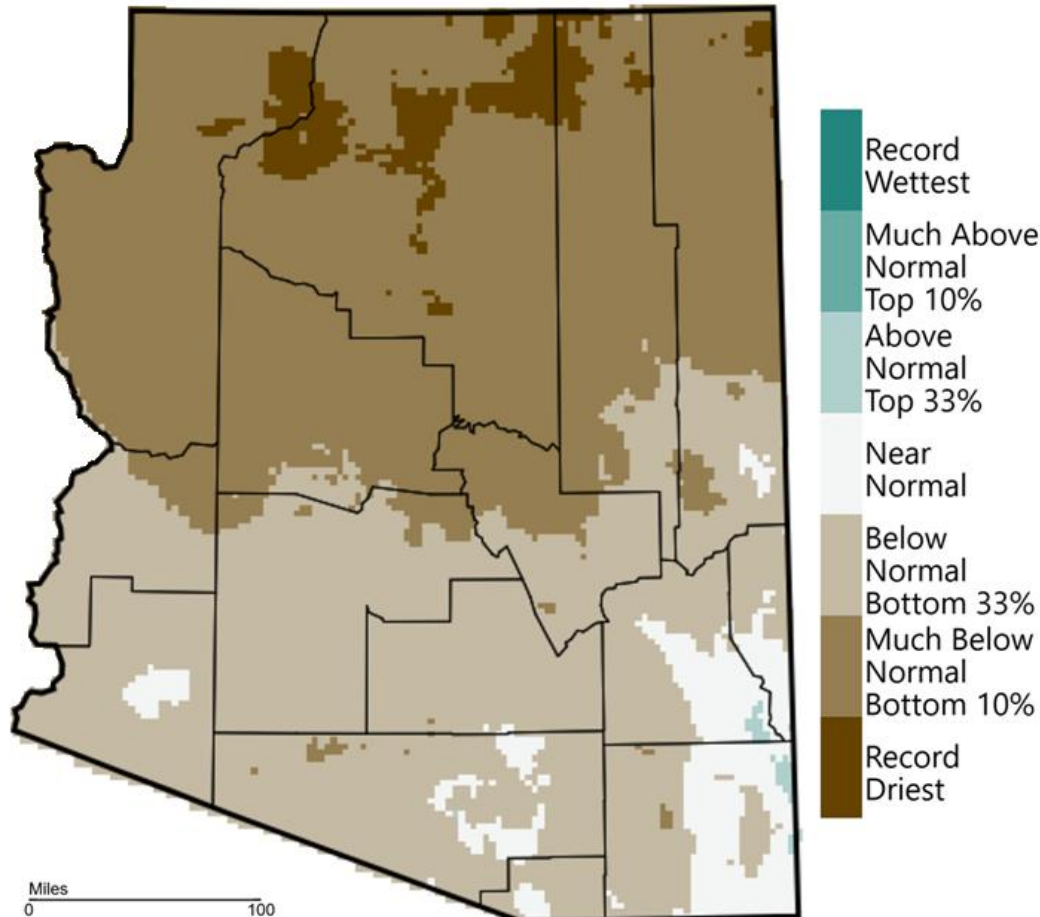 Record
Wettest
Much Above
Normal
Top 10%
Above
Normal
Top 33%
Near
Normal
Below
Normal
Bottom 33%
Much Below
Normal
Bottom 10%
Record
Driest
Miles
0 100